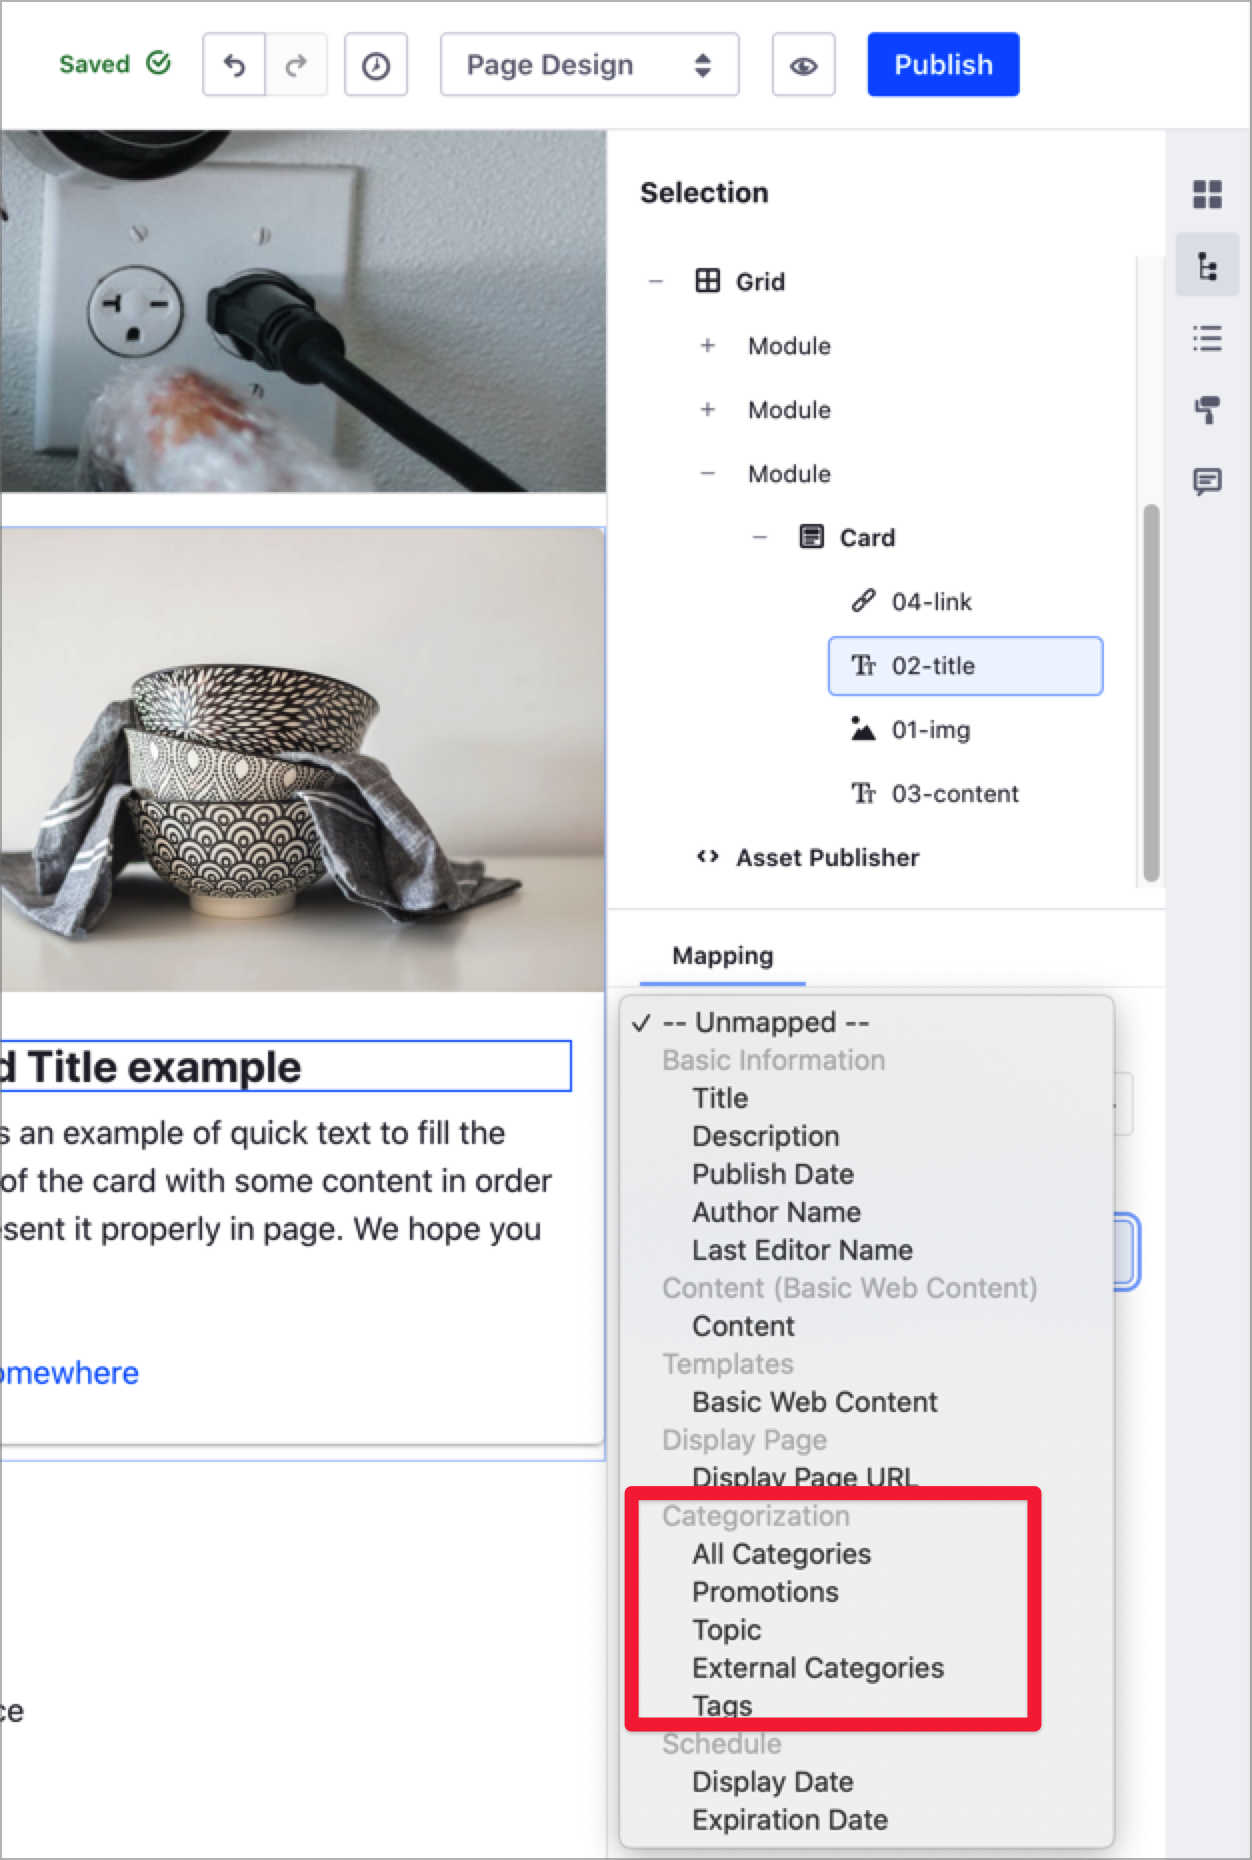 Saved
Page Design
Publish
Selection
Grid
Module
Module
Module
Card
04-link
02-title
01-img
03-content
Asset Publisher
Mapping
d Title example
s an example of quick text to fill the
of the card with some content in order
esent it properly in page. We hope you
omewhere
ce
✓ -- Unmapped --
Basic Information
Title
Description
Publish Date
Author Name
Last Editor Name
Content (Basic Web Content)
Content
Templates
Basic Web Content
Display Page
Display Page URL
Categorization
All Categories
Promotions
Topic
External Categories
Tags
Schedule
Display Date
Expiration Date